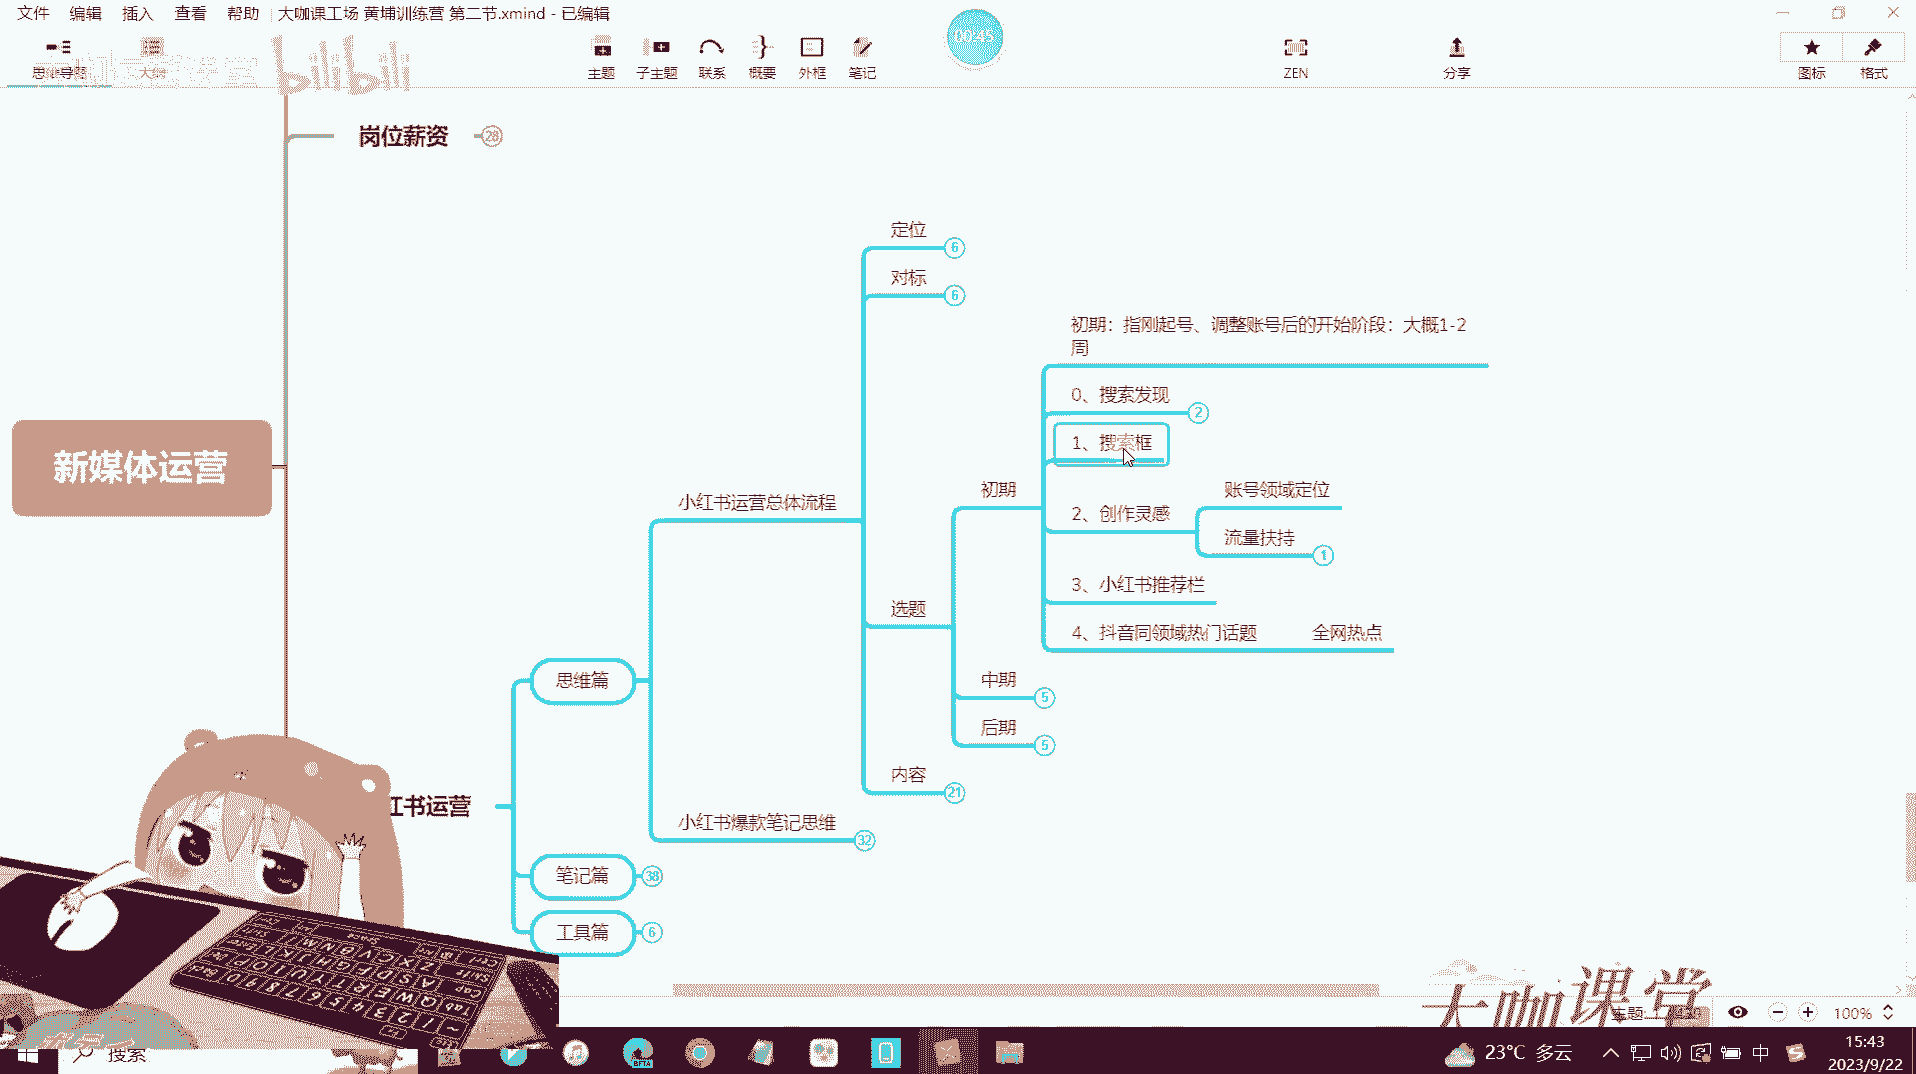 文件 编辑 插入 查看 帮助 大咖课工场 黄埔训练营 第二节.xmind - 已编辑
思维导图 大纲 主题 子主题 联系 概要 外框 笔记 00:45 ZEN 分享 图标 格式
bilibili
岗位薪资 28
定位 6
对标 6
初期：指刚起号、调整账号后的开始阶段：大概1-2
周
0、搜索发现 2
1、搜索框
新媒体运营
初期
账号领域定位
小红书运营总体流程
2、创作灵感
流量扶持 1
3、小红书推荐栏
选题
4、抖音同领域热门话题 全网热点
思维篇
中期 5
后期 5
内容 21
红书运营
小红书爆款笔记思维 32
笔记篇 38
工具篇 6
大咖课堂
主题: 100%
搜索 23°C 多云 中 15:43
2023/9/22